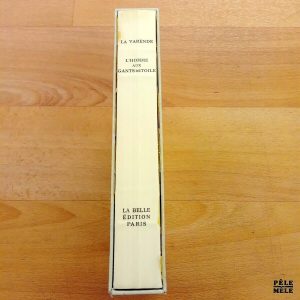 LA VARENDE
L'HOMME
AUX
GANTS DE TOILE
LA BELLE
ÉDITION
PARIS
PÊLE
MÊLE